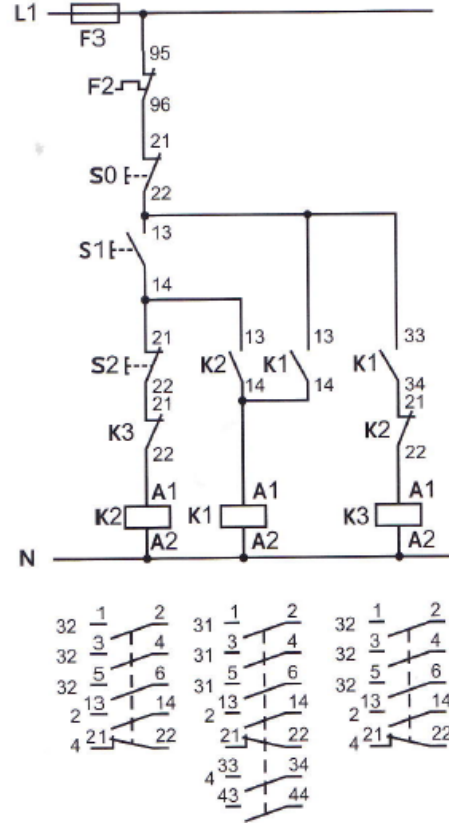 L1
F3
95
F2
96
21
S0
22
13
S1
14
21 13 13 33
S2 K2 K1 K1
22 14 14 34
21 21
K3 K2
22 22
A1 A1 A1
K2 K1 K3
A2 A2 A2
N
1 2 1 2 1 2
32 31 32
3 4 3 4 3 4
32 31 32
5 6 5 6 5 6
32 31 32
13 14 13 14 13 14
2 2 2
21 22 21 22 21 22
4 4
33 34
4
43 44